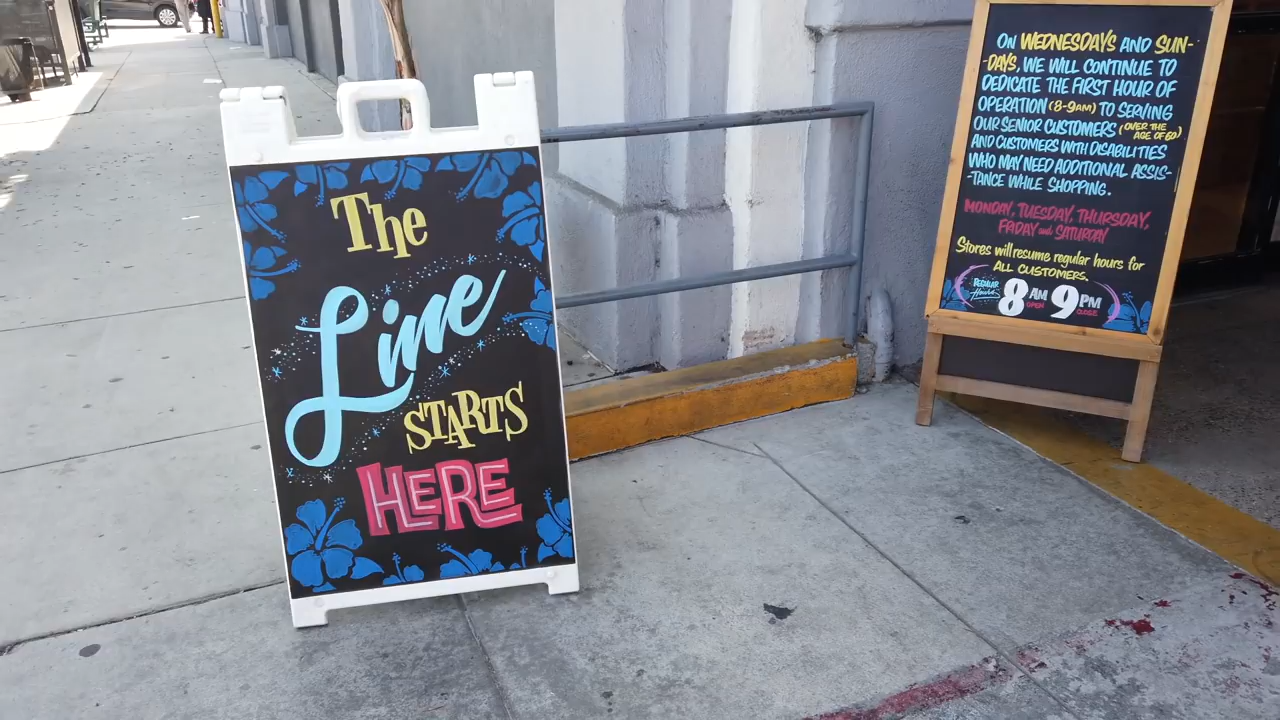 The
Line
STARTS
HERE
ON WEDNESDAYS AND SUN-
-DAYS, WE WILL CONTINUE TO
DEDICATE THE FIRST HOUR OF
OPERATION (8-9AM) TO SERVING
OUR SENIOR CUSTOMERS (OVER THE
AGE OF 60)
AND CUSTOMERS WITH DISABILITIES
WHO MAY NEED ADDITIONAL ASSIS-
-TANCE WHILE SHOPPING.
MONDAY, TUESDAY, THURSDAY,
FRIDAY and SATURDAY
Stores will resume regular hours for
ALL CUSTOMERS.
REGULAR
Hours
8 AM 9 PM
OPEN CLOSE